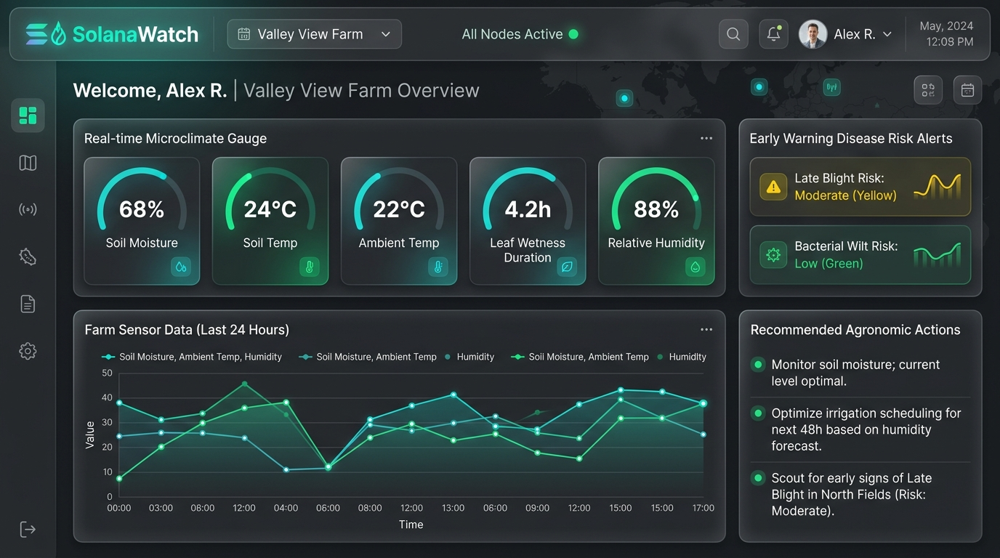 SolanaWatch
Valley View Farm
All Nodes Active
Alex R.
May, 2024
12:08 PM
Welcome, Alex R. | Valley View Farm Overview
Real-time Microclimate Gauge
68%
Soil Moisture
24°C
Soil Temp
22°C
Ambient Temp
4.2h
Leaf Wetness
Duration
88%
Relative Humidity
Early Warning Disease Risk Alerts
Late Blight Risk:
Moderate (Yellow)
Bacterial Wilt Risk:
Low (Green)
Farm Sensor Data (Last 24 Hours)
Soil Moisture, Ambient Temp, Humidity
Soil Moisture, Ambient Temp
Humidity
Soil Moisture, Ambient Temp
Humidity
50
40
30
20
10
0
Value
00:00 03:00 08:00 12:00 04:00 06:00 08:00 12:00 13:00 06:00 09:00 12:00 15:00 15:00 17:00
Time
Recommended Agronomic Actions
Monitor soil moisture; current
level optimal.
Optimize irrigation scheduling for
next 48h based on humidity
forecast.
Scout for early signs of Late
Blight in North Fields (Risk:
Moderate).